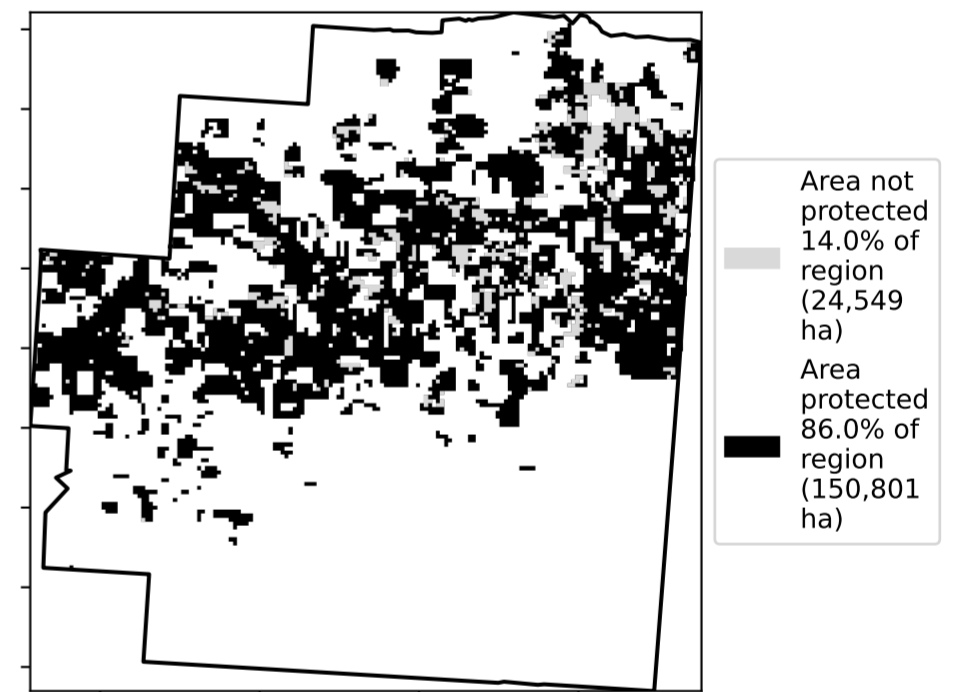 Area not
protected
14.0% of
region
(24,549
ha)
Area
protected
86.0% of
region
(150,801
ha)